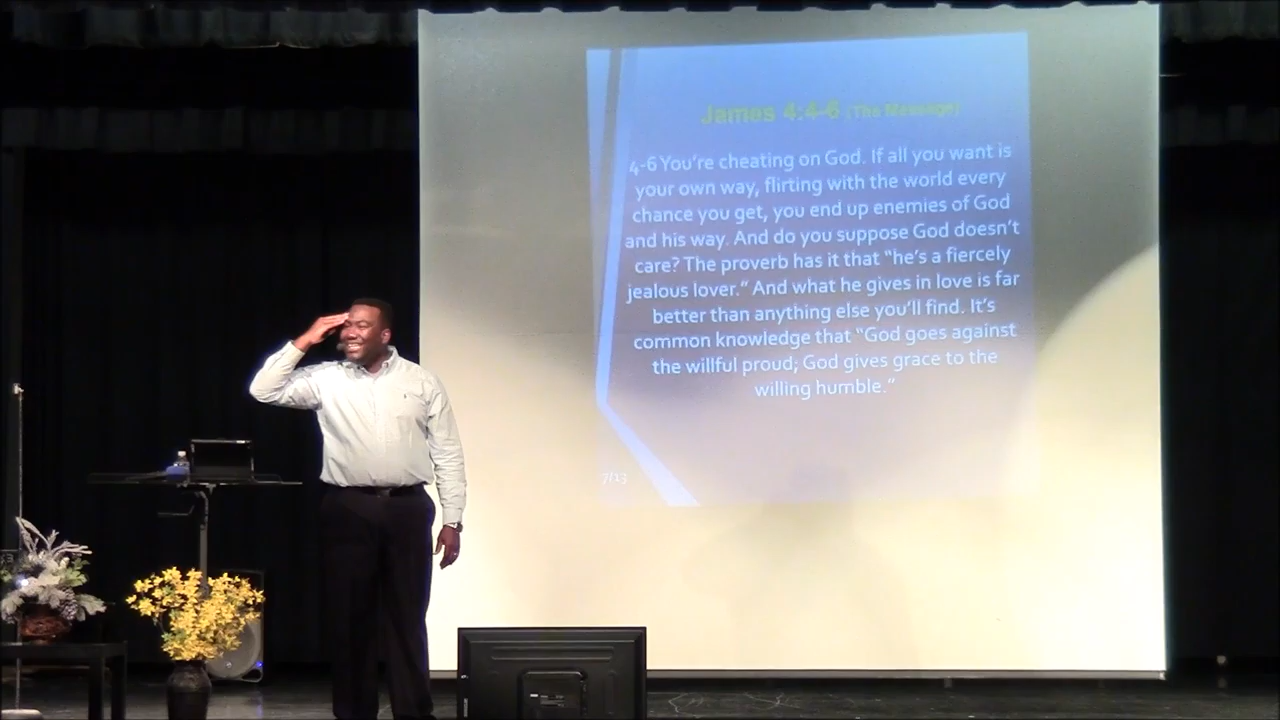 James 4:4-6 (The Message)
4-6 You're cheating on God. If all you want is
your own way, flirting with the world every
chance you get, you end up enemies of God
and his way. And do you suppose God doesn't
care? The proverb has it that "he's a fiercely
jealous lover." And what he gives in love is far
better than anything else you'll find. It's
common knowledge that "God goes against
the willful proud; God gives grace to the
willing humble."
7/13